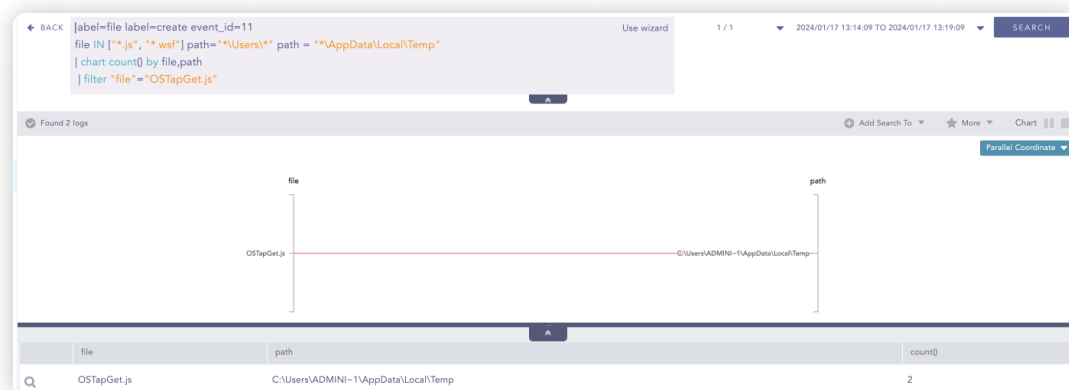 BACK
label=file label=create event_id=11
Use wizard
1 / 1
2024/01/17 13:14:09 TO 2024/01/17 13:19:09
SEARCH
file IN ["*.js", "*.wsf"] path="*\Users\*" path = "*\AppData\Local\Temp"
| chart count() by file,path
| filter "file"="OSTapGet.js"
Found 2 logs
Add Search To
More
Chart
Parallel Coordinate
file
path
OSTapGet.js
C:\Users\ADMINI~1\AppData\Local\Temp
file
path
count()
OSTapGet.js
C:\Users\ADMINI~1\AppData\Local\Temp
2